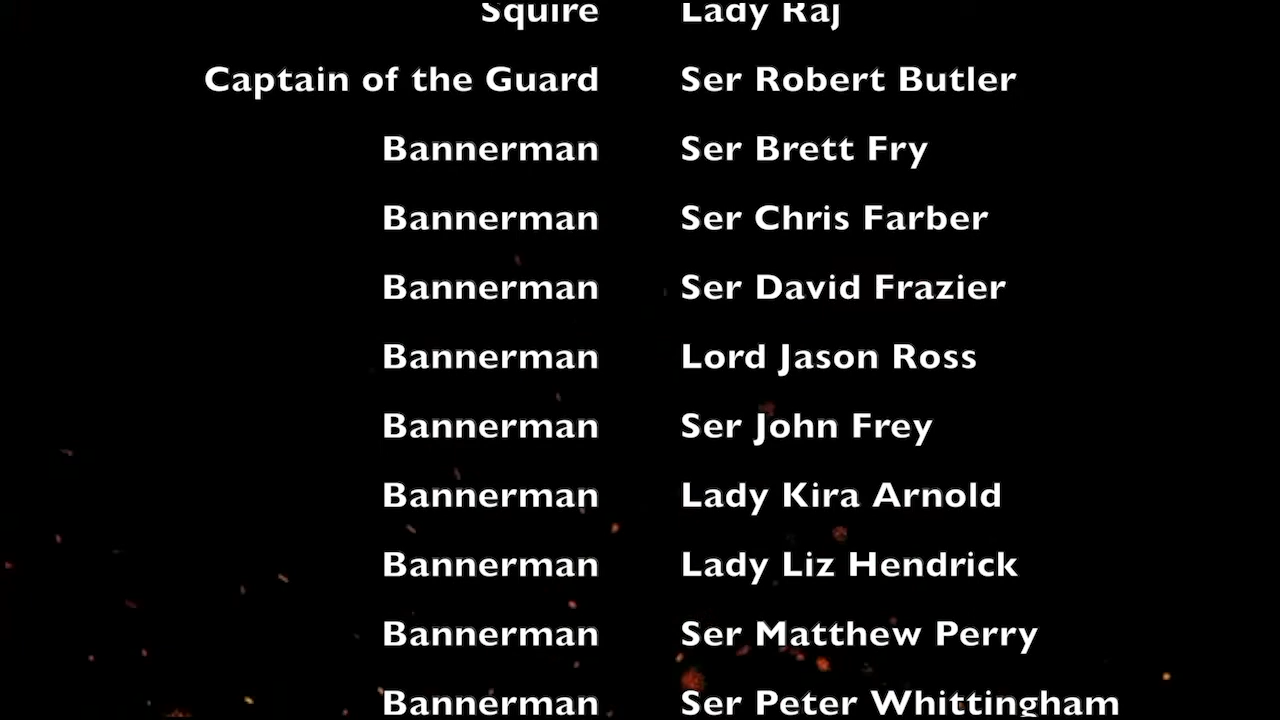 Squire Lady Raj
Captain of the Guard Ser Robert Butler
Bannerman Ser Brett Fry
Bannerman Ser Chris Farber
Bannerman Ser David Frazier
Bannerman Lord Jason Ross
Bannerman Ser John Frey
Bannerman Lady Kira Arnold
Bannerman Lady Liz Hendrick
Bannerman Ser Matthew Perry
Bannerman Ser Peter Whittingham